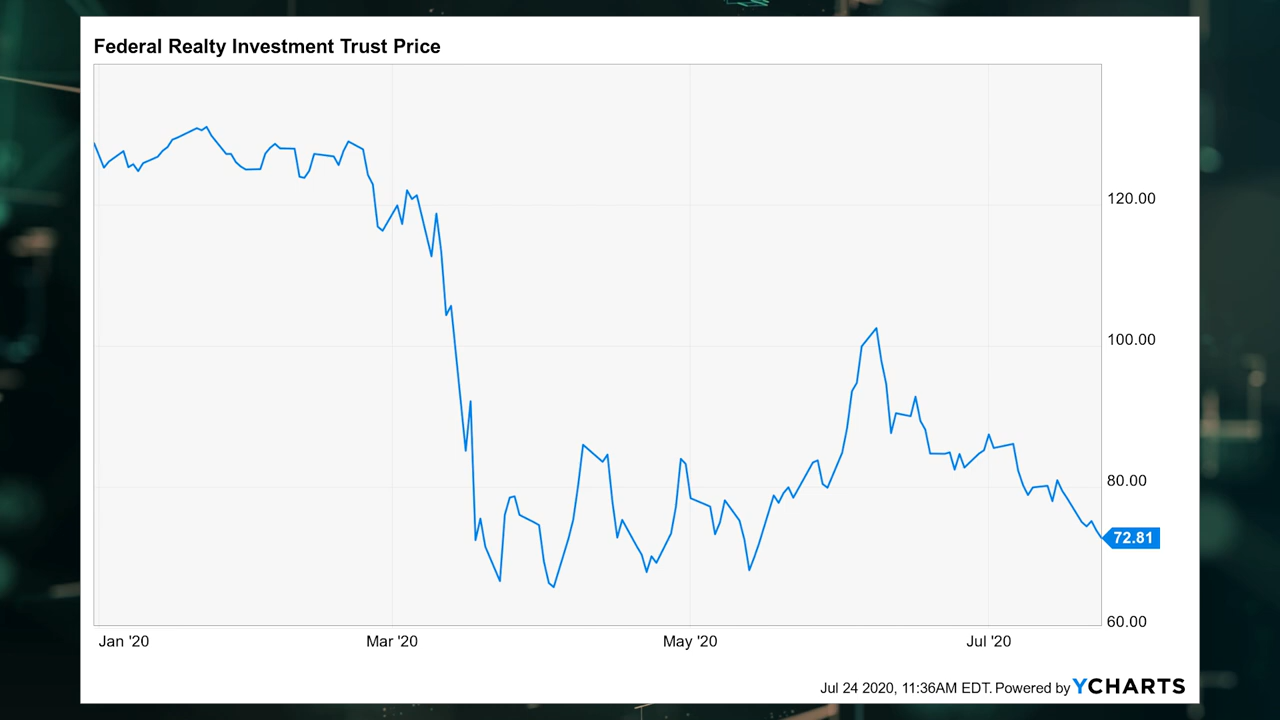 Federal Realty Investment Trust Price
120.00
100.00
80.00
72.81
60.00
Jan '20 Mar '20 May '20 Jul '20
Jul 24 2020, 11:36AM EDT. Powered by YCHARTS